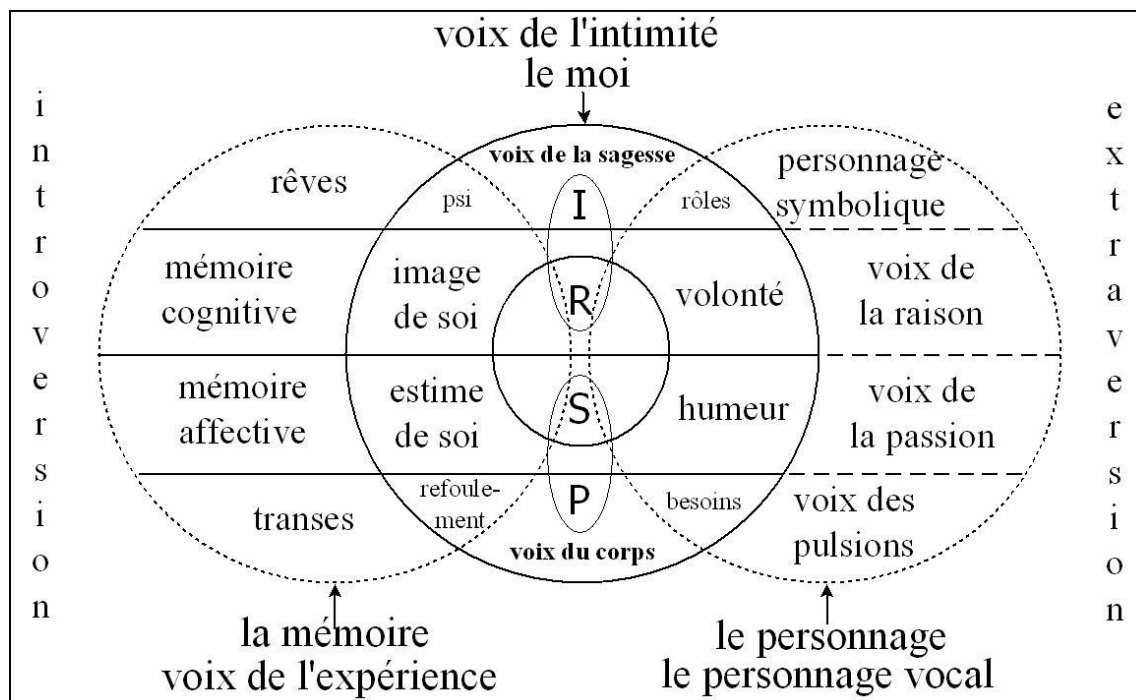 voix de l'intimité
le moi
introversion
extraversion
voix de la sagesse
rêves
psi
I
rôles
personnage
symbolique
mémoire
cognitive
image
de soi
R
volonté
voix de
la raison
mémoire
affective
estime
de soi
S
humeur
voix de
la passion
transes
refoule-
ment
P
besoins
voix des
pulsions
voix du corps
la mémoire
voix de l'expérience
le personnage
le personnage vocal